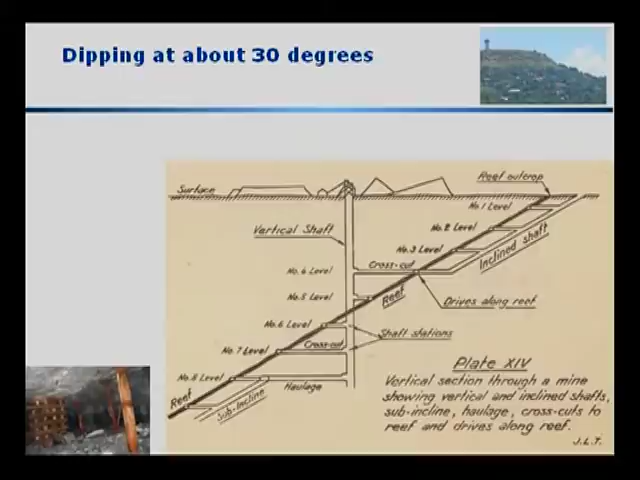 Dipping at about 30 degrees
Reef outcrop
Surface
No.1 Level
Vertical Shaft
No.2 Level
Inclined shaft
No.3 Level
Cross-cut
No.4 Level
No.5 Level
Reef
Drives along reef
No.6 Level
Shaft stations
No.7 Level
Cross-cut
No.8 Level
Haulage
Reef
Sub-Incline
Plate XIV
Vertical section through a mine
showing vertical and inclined shafts,
sub-incline, haulage, cross-cuts to
reef and drives along reef.
J.L.T.